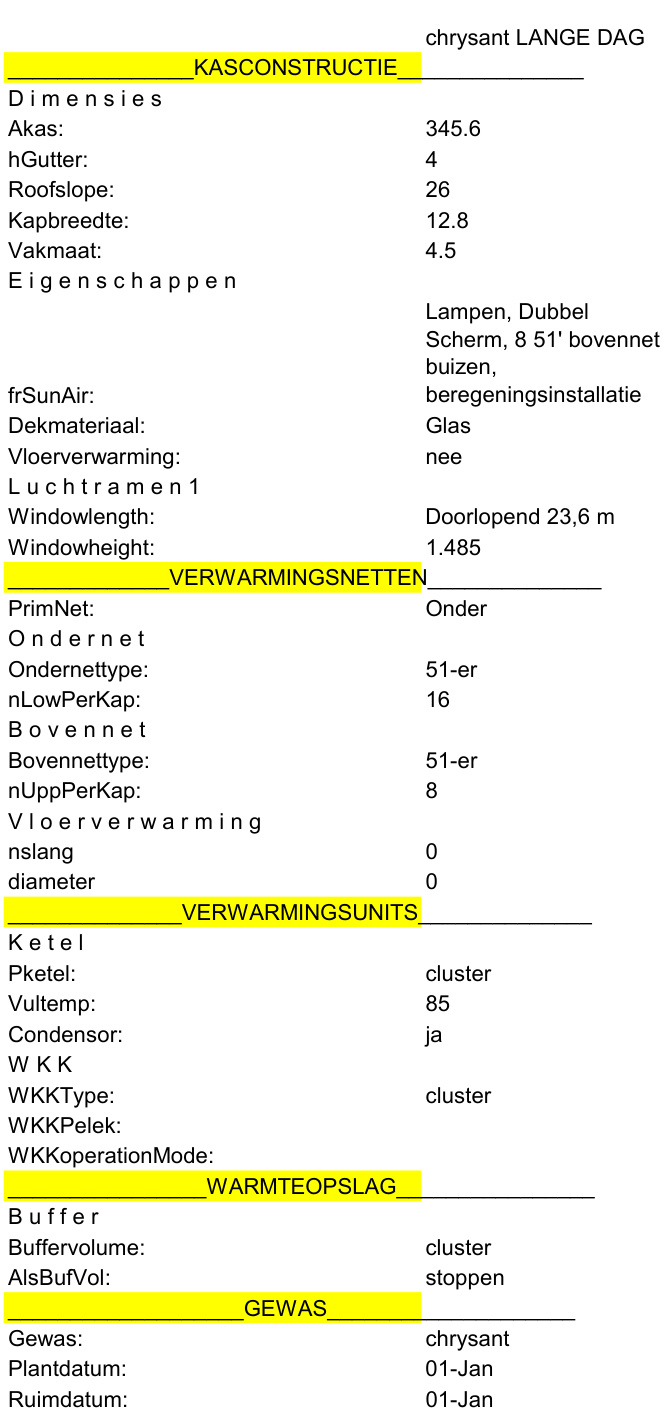 chrysant LANGE DAG
_______________KASCONSTRUCTIE_______________
D i m e n s i e s
Akas: 345.6
hGutter: 4
Roofslope: 26
Kapbreedte: 12.8
Vakmaat: 4.5
E i g e n s c h a p p e n
Lampen, Dubbel
Scherm, 8 51' bovennet
buizen,
frSunAir: beregeningsinstallatie
Dekmateriaal: Glas
Vloerverwarming: nee
L u c h t r a m e n 1
Windowlength: Doorlopend 23,6 m
Windowheight: 1.485
_____________VERWARMINGSNETTEN______________
PrimNet: Onder
O n d e r n e t
Ondernettype: 51-er
nLowPerKap: 16
B o v e n n e t
Bovennettype: 51-er
nUppPerKap: 8
V l o e r v e r w a r m i n g
nslang 0
diameter 0
______________VERWARMINGSUNITS______________
K e t e l
Pketel: cluster
Vultemp: 85
Condensor: ja
W K K
WKKType: cluster
WKKPelek:
WKKoperationMode:
________________WARMTEOPSLAG________________
B u f f e r
Buffervolume: cluster
AlsBufVol: stoppen
___________________GEWAS____________________
Gewas: chrysant
Plantdatum: 01-Jan
Ruimdatum: 01-Jan